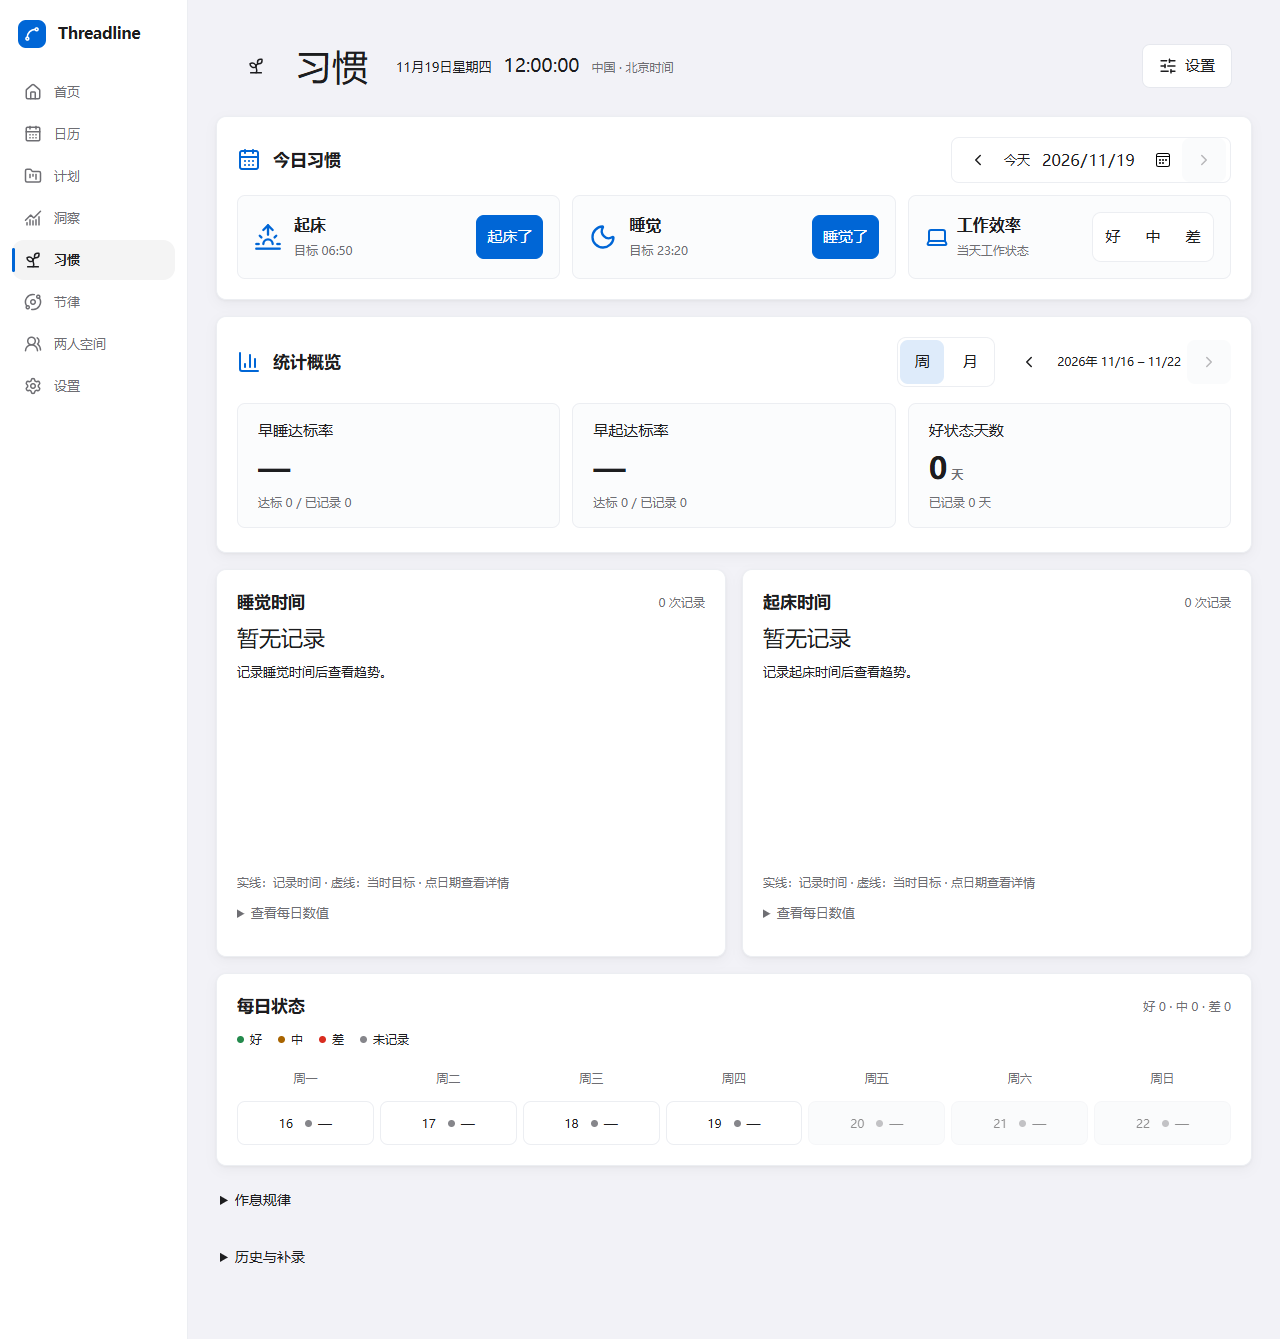 Threadline
首页
日历
计划
洞察
习惯
节律
两人空间
设置
习惯 11月19日星期四 12:00:00 中国 · 北京时间 设置
今日习惯 今天 2026/11/19
起床 目标 06:50 起床了
睡觉 目标 23:20 睡觉了
工作效率 当天工作状态 好 中 差
统计概览 周 月 2026年 11/16 – 11/22
早睡达标率
—
达标 0 / 已记录 0
早起达标率
—
达标 0 / 已记录 0
好状态天数
0 天
已记录 0 天
睡觉时间 0 次记录
暂无记录
记录睡觉时间后查看趋势。
实线：记录时间 · 虚线：当时目标 · 点日期查看详情
查看每日数值
起床时间 0 次记录
暂无记录
记录起床时间后查看趋势。
实线：记录时间 · 虚线：当时目标 · 点日期查看详情
查看每日数值
每日状态 好 0 · 中 0 · 差 0
好 中 差 未记录
周一 周二 周三 周四 周五 周六 周日
16 — 17 — 18 — 19 — 20 — 21 — 22 —
作息规律
历史与补录